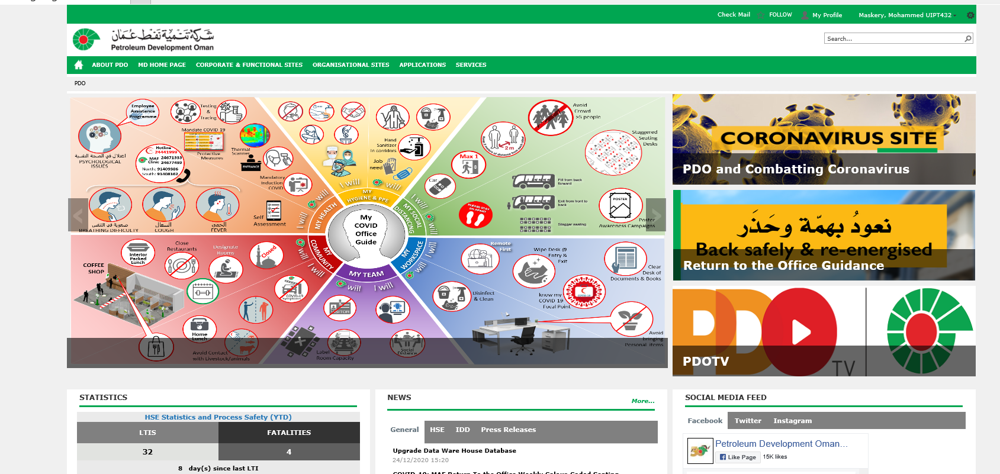 Check Mail
FOLLOW
My Profile
Maskery, Mohammed UIPT432
شركة تنمية نفط عمان
Petroleum Development Oman
Search...
ABOUT PDO
MD HOME PAGE
CORPORATE & FUNCTIONAL SITES
ORGANISATIONAL SITES
APPLICATIONS
SERVICES
PDO
Employee
Assistance
Programme
Testing
&
Tracing
Mandate COVID 19
Protective
Measures
Thermal
Scanner
ENTRANCE
اعتلال في الصحة النفسية
PSYCHOLOGICAL
ISSUES
Hotline
24441999
MAF 24671333
Clinic 24677459
North: 91409386
South: 91408162
Mandatory
Induction
COVID
صعوبة في التنفس
BREATHING DIFFICULTY
السعال
COUGH
الحمى
FEVER
Self
Assessment
Hand
Sanitizer
In corridors
Job
need
I will
I will
MY
HYGIENE & PPE
MY HEALTH
I will
will
Avoid
Crowd
>5 people
Keep 2 meters of distance from other
2 m
Staggered
Seating
Desks
Max 1
Car
Fill from back
forward
Exit from front to
back
Stagger seating
PLEASE STAY
2M APART
POSTER
Poster
Awareness Campaigns
MY SOCIAL
DISTANCING
I will
will
My
COVID
Office
Guide
Close
Restaurants
Designate
Rooms
Closed
Interior
Packed
Lunch
COFFEE
SHOP
COVID-19
Symptoms
Home
Lunch
Avoid Contact
with Livestock/animals
MY
COMMUNITY
will
I will
MY TEAM
will
I will
VISITOR
Label
Room Capacity
Social
Distance
MY
WORKSPACE
I will
will
Remote
First
Wipe Desk @
Entry &
Exit
Clear
Desk of
Documents & Books
Disinfect
& Clean
know my
COVID 19
Focal Point
Avoid
bringing
Personal items
CORONAVIRUS SITE
PDO and Combatting Coronavirus
نعودُ بهمّة وحَذَر
Back safely & re-energised
Return to the Office Guidance
PDO
TV
PDOTV
STATISTICS
HSE Statistics and Process Safety (YTD)
LTIS
FATALITIES
32
4
8 day(s) since last LTI
NEWS
More...
General
HSE
IDD
Press Releases
Upgrade Data Ware House Database
24/12/2020 15:20
COVID-19: MAF Return To the Office Weekly Colour Coded Seating
SOCIAL MEDIA FEED
Facebook
Twitter
Instagram
Petroleum Development Oman...
Like Page
15K likes